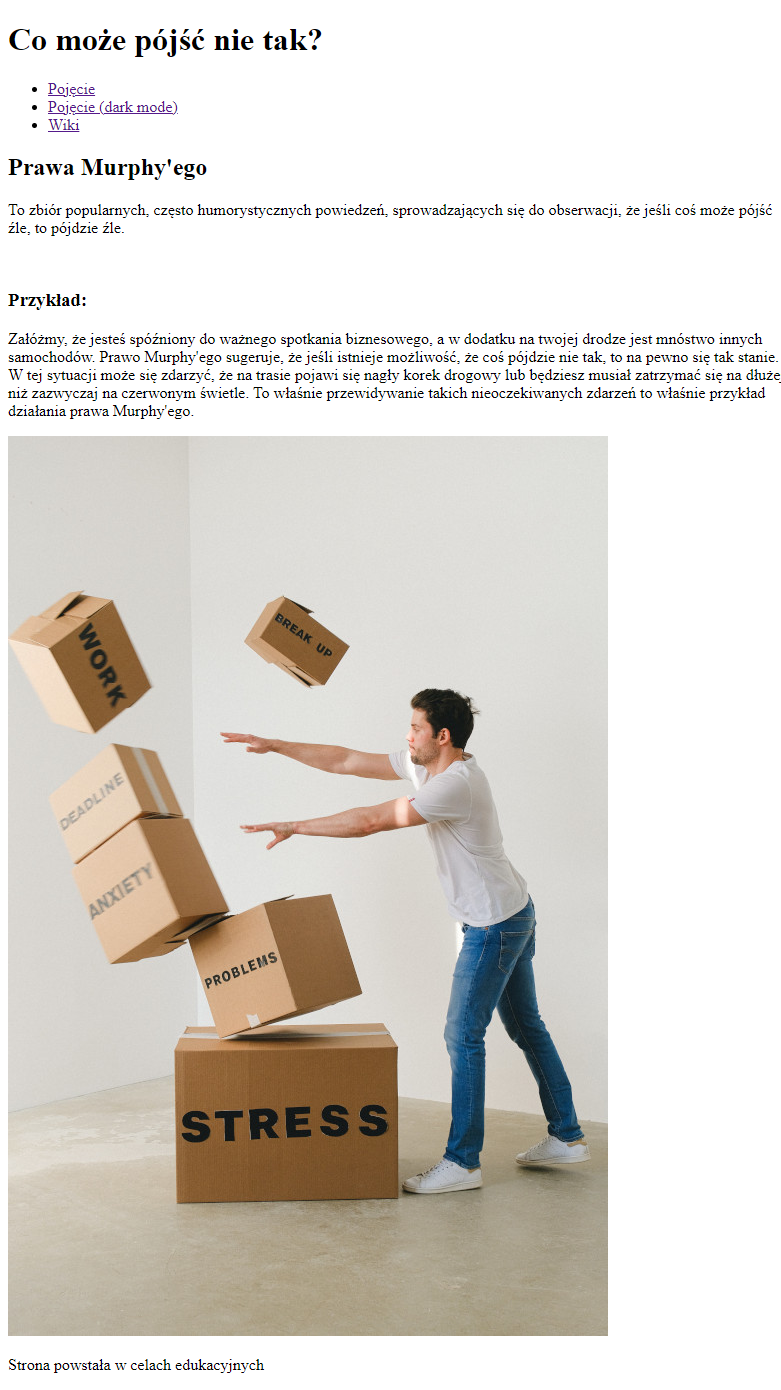 Co może pójść nie tak?
Pojęcie
Pojęcie (dark mode)
Wiki
Prawa Murphy'ego
To zbiór popularnych, często humorystycznych powiedzeń, sprowadzających się do obserwacji, że jeśli coś może pójść
źle, to pójdzie źle.
Przykład:
Załóżmy, że jesteś spóźniony do ważnego spotkania biznesowego, a w dodatku na twojej drodze jest mnóstwo innych
samochodów. Prawo Murphy'ego sugeruje, że jeśli istnieje możliwość, że coś pójdzie nie tak, to na pewno się tak stanie.
W tej sytuacji może się zdarzyć, że na trasie pojawi się nagły korek drogowy lub będziesz musiał zatrzymać się na dłużej
niż zazwyczaj na czerwonym świetle. To właśnie przewidywanie takich nieoczekiwanych zdarzeń to właśnie przykład
działania prawa Murphy'ego.
WORK
BREAK UP
DEADLINE
ANXIETY
PROBLEMS
STRESS
Strona powstała w celach edukacyjnych